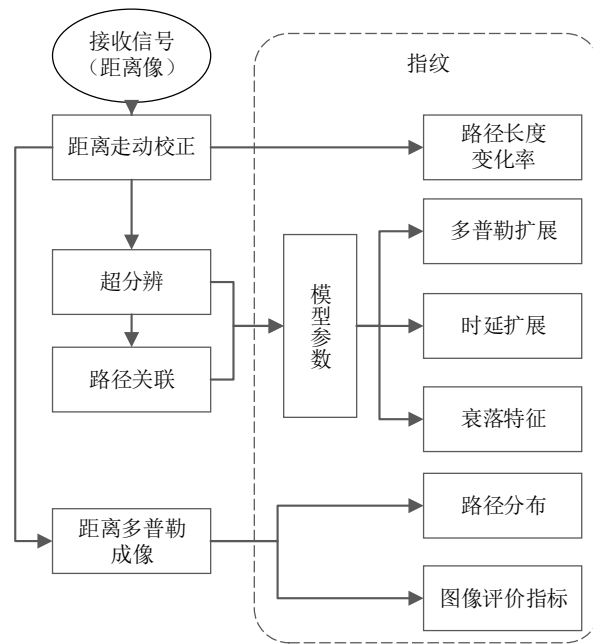 接收信号
（距离像）
指纹
距离走动校正
路径长度
变化率
多普勒扩展
超分辨
模型参数
时延扩展
路径关联
衰落特征
路径分布
距离多普勒
成像
图像评价指标